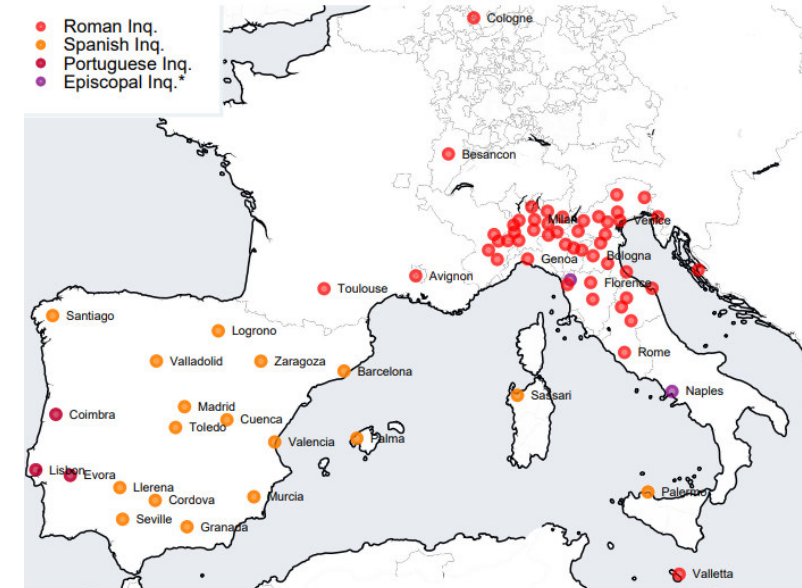 Roman Inq.
Spanish Inq.
Portuguese Inq.
Episcopal Inq.*
Cologne
Besancon
Milan
Venice
Genoa
Bologna
Avignon
Florence
Toulouse
Santiago
Logrono
Valladolid
Zaragoza
Rome
Barcelona
Sassari
Naples
Madrid
Coimbra
Cuenca
Toledo
Palma
Valencia
Lisbon
Evora
Llerena
Murcia
Palermo
Cordova
Seville
Granada
Valletta